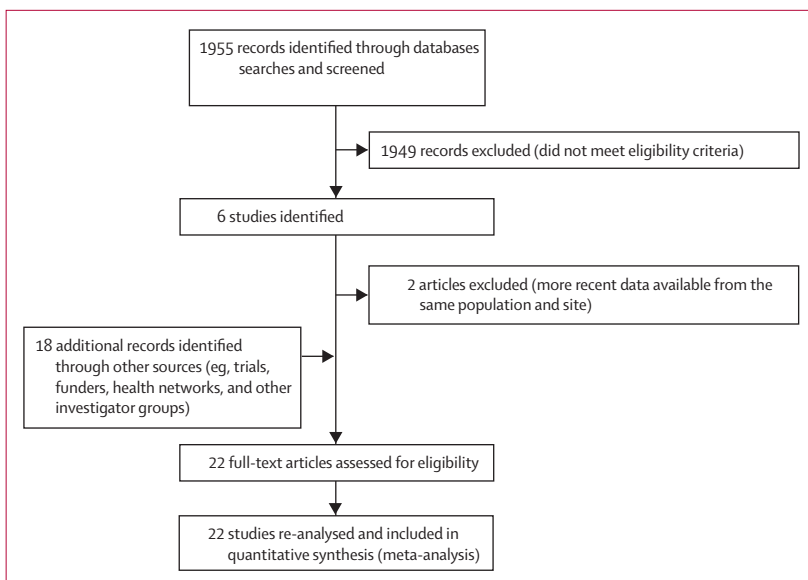 1955 records identified through databases
searches and screened
1949 records excluded (did not meet eligibility criteria)
6 studies identified
2 articles excluded (more recent data available from the
same population and site)
18 additional records identified
through other sources (eg, trials,
funders, health networks, and other
investigator groups)
22 full-text articles assessed for eligibility
22 studies re-analysed and included in
quantitative synthesis (meta-analysis)